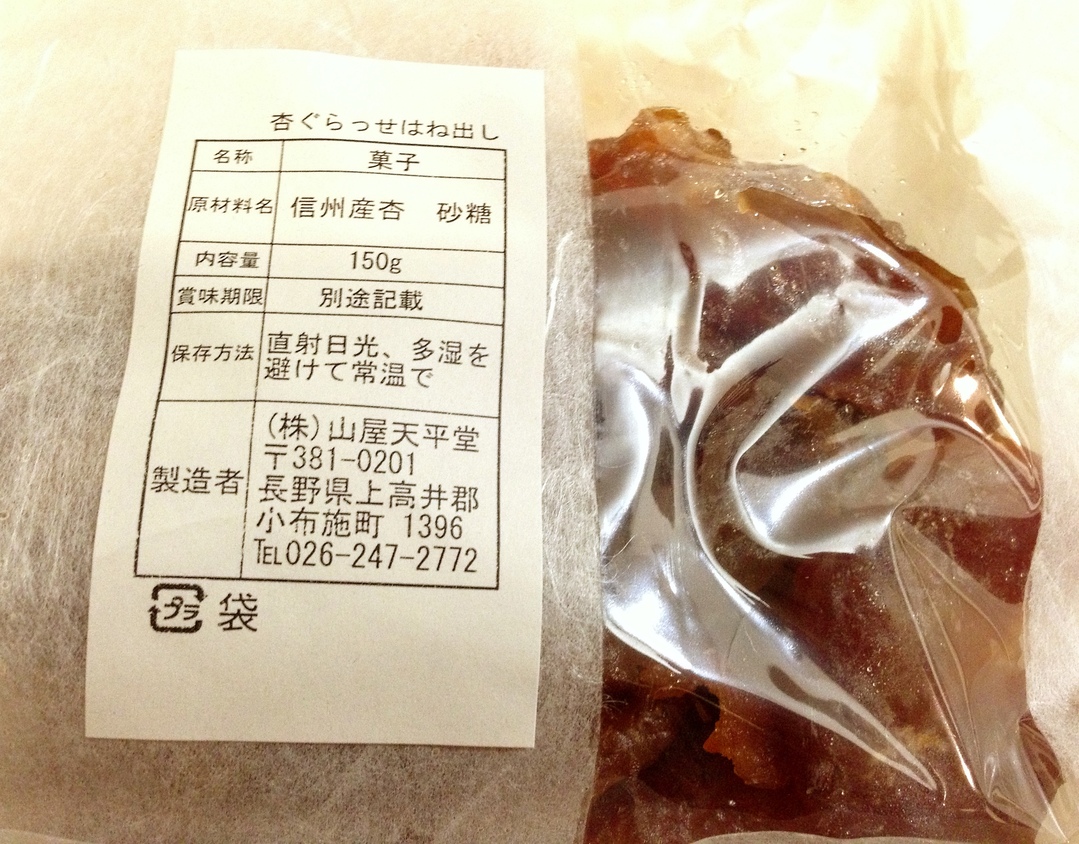 杏ぐらっせはね出し
名称 菓子
原材料名 信州産杏 砂糖
内容量 150g
賞味期限 別途記載
保存方法 直射日光、多湿を
避けて常温で
製造者 (株)山屋天平堂
〒381-0201
長野県上高井郡
小布施町 1396
℡026-247-2772
プラ 袋